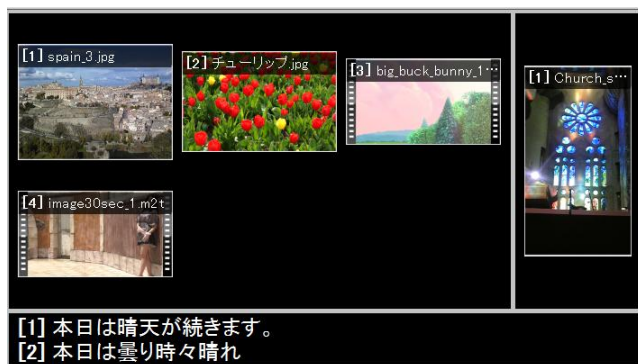 [1] spain_3.jpg
[2] チューリップ.jpg
[3] big_buck_bunny_1…
[1] Church_s…
[4] image30sec_1.m2t
[1] 本日は晴天が続きます。
[2] 本日は曇り時々晴れ